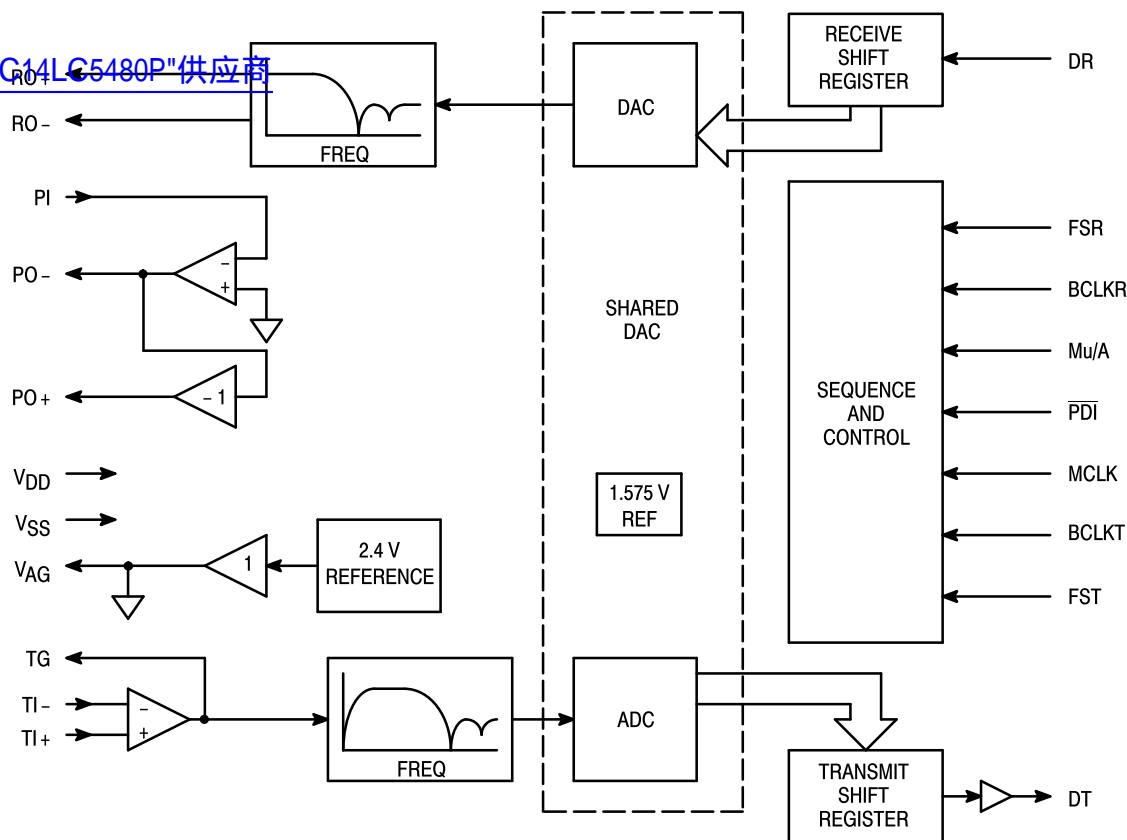 C14LC5480P"供应商
RO+
RO−
FREQ
DAC
RECEIVE
SHIFT
REGISTER
DR
PI
PO−
−
+
PO+
− 1
SHARED
DAC
SEQUENCE
AND
CONTROL
FSR
BCLKR
Mu/A
PDI
MCLK
BCLKT
FST
VDD
VSS
VAG
1
2.4 V
REFERENCE
1.575 V
REF
TG
TI−
TI+
−
+
FREQ
ADC
TRANSMIT
SHIFT
REGISTER
DT